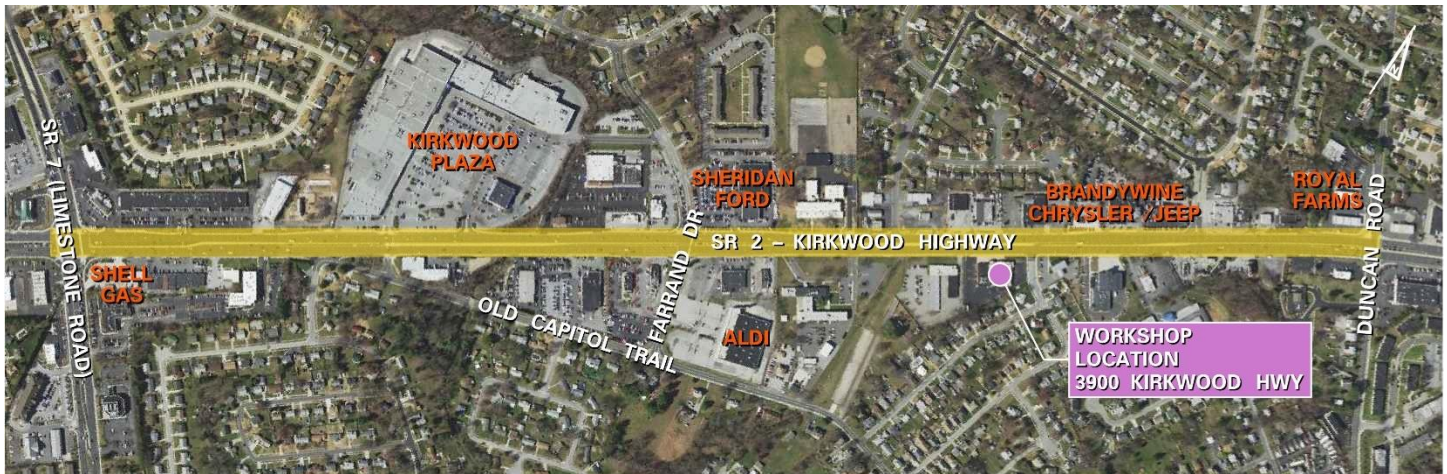 SR 7 (LIMESTONE ROAD)
KIRKWOOD
PLAZA
SHERIDAN
FORD
BRANDYWINE
CHRYSLER / JEEP
ROYAL
FARMS
N
SR 2 – KIRKWOOD HIGHWAY
SHELL
GAS
OLD CAPITOL TRAIL
FARRAND DR
ALDI
WORKSHOP
LOCATION
3900 KIRKWOOD HWY
DUNCAN ROAD